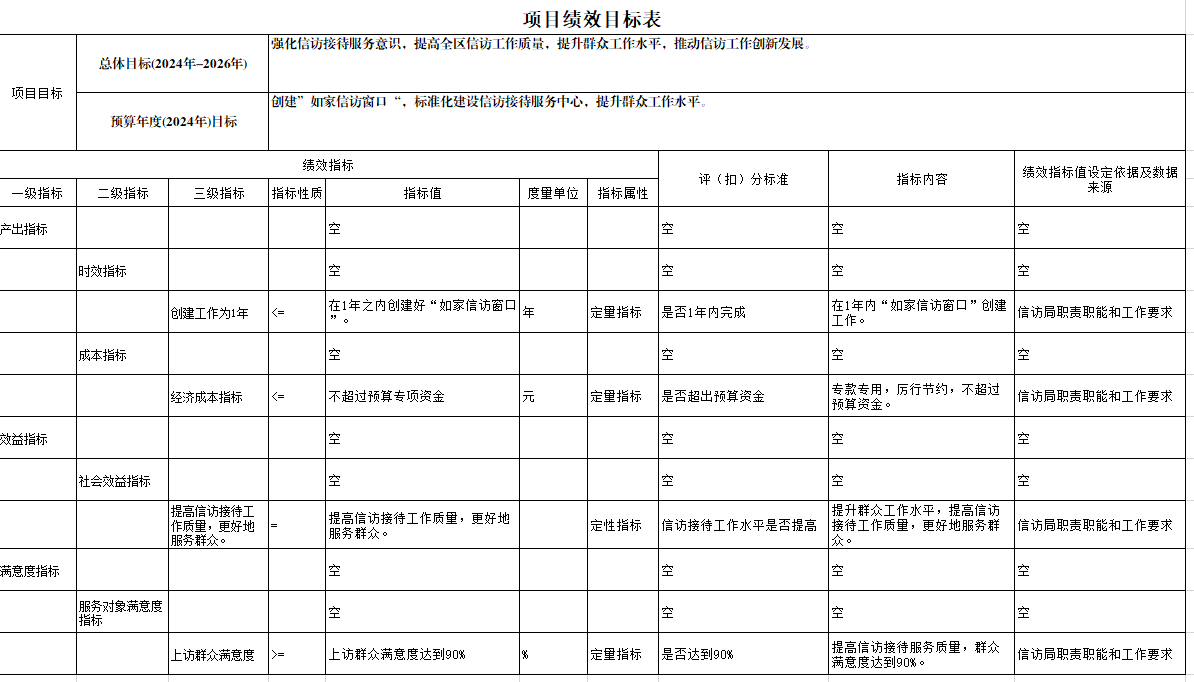 项目绩效目标表
项目目标
总体目标(2024年-2026年)
强化信访接待服务意识，提高全区信访工作质量，提升群众工作水平，推动信访工作创新发展。
预算年度(2024年)目标
创建”如家信访窗口“，标准化建设信访接待服务中心，提升群众工作水平。
绩效指标
评（扣）分标准
指标内容
绩效指标值设定依据及数据
来源
一级指标
二级指标
三级指标
指标性质
指标值
度量单位
指标属性
产出指标
空
空
空
空
时效指标
空
空
空
空
创建工作为1年
<=
在1年之内创建好“如家信访窗口
”。
年
定量指标
是否1年内完成
在1年内“如家信访窗口”创建
工作。
信访局职责职能和工作要求
成本指标
空
空
空
空
经济成本指标
<=
不超过预算专项资金
元
定量指标
是否超出预算资金
专款专用，厉行节约，不超过
预算资金。
信访局职责职能和工作要求
效益指标
空
空
空
空
社会效益指标
空
空
空
空
提高信访接待工
作质量，更好地
服务群众。
=
提高信访接待工作质量，更好地
服务群众。
定性指标
信访接待工作水平是否提高
提升群众工作水平，提高信访
接待工作质量，更好地服务群
众。
信访局职责职能和工作要求
满意度指标
空
空
空
空
服务对象满意度
指标
空
空
空
空
上访群众满意度
>=
上访群众满意度达到90%
%
定量指标
是否达到90%
提高信访接待服务质量，群众
满意度达到90%。
信访局职责职能和工作要求